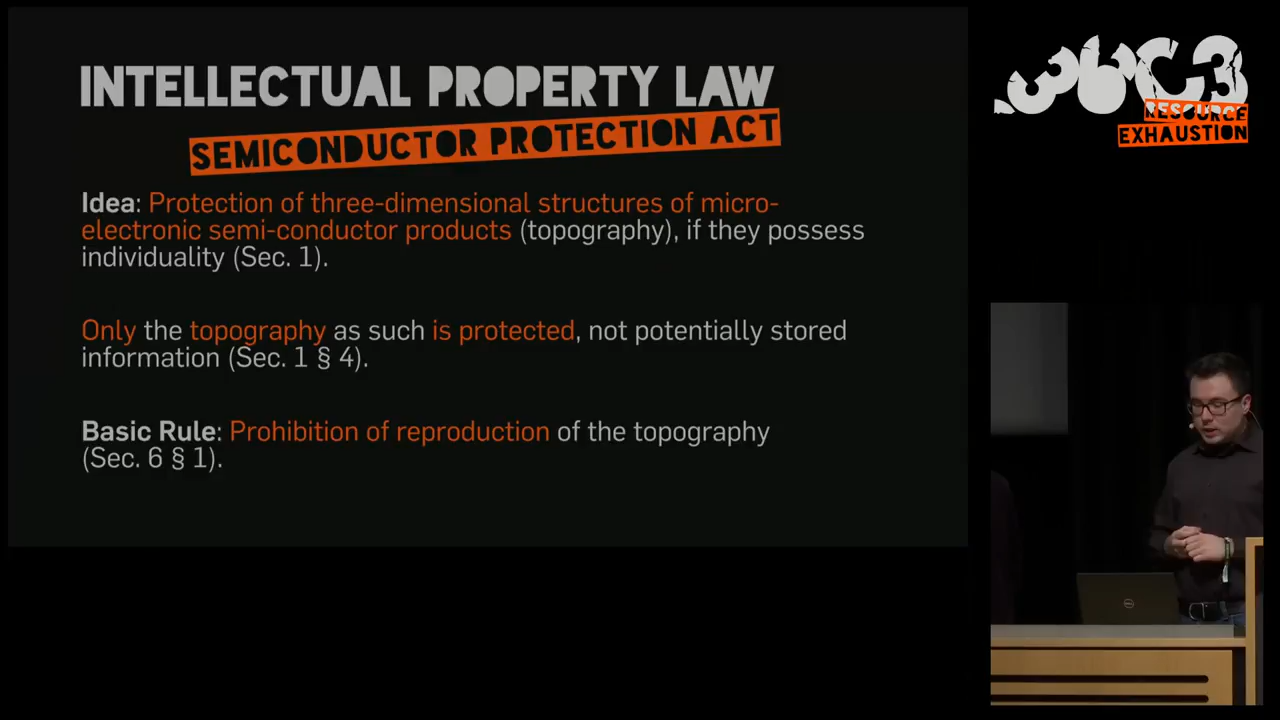 INTELLECTUAL PROPERTY LAW
SEMICONDUCTOR PROTECTION ACT
Idea: Protection of three-dimensional structures of micro-
electronic semi-conductor products (topography), if they possess
individuality (Sec. 1).
Only the topography as such is protected, not potentially stored
information (Sec. 1 § 4).
Basic Rule: Prohibition of reproduction of the topography
(Sec. 6 § 1).
36C3
RESOURCE
EXHAUSTION
DELL